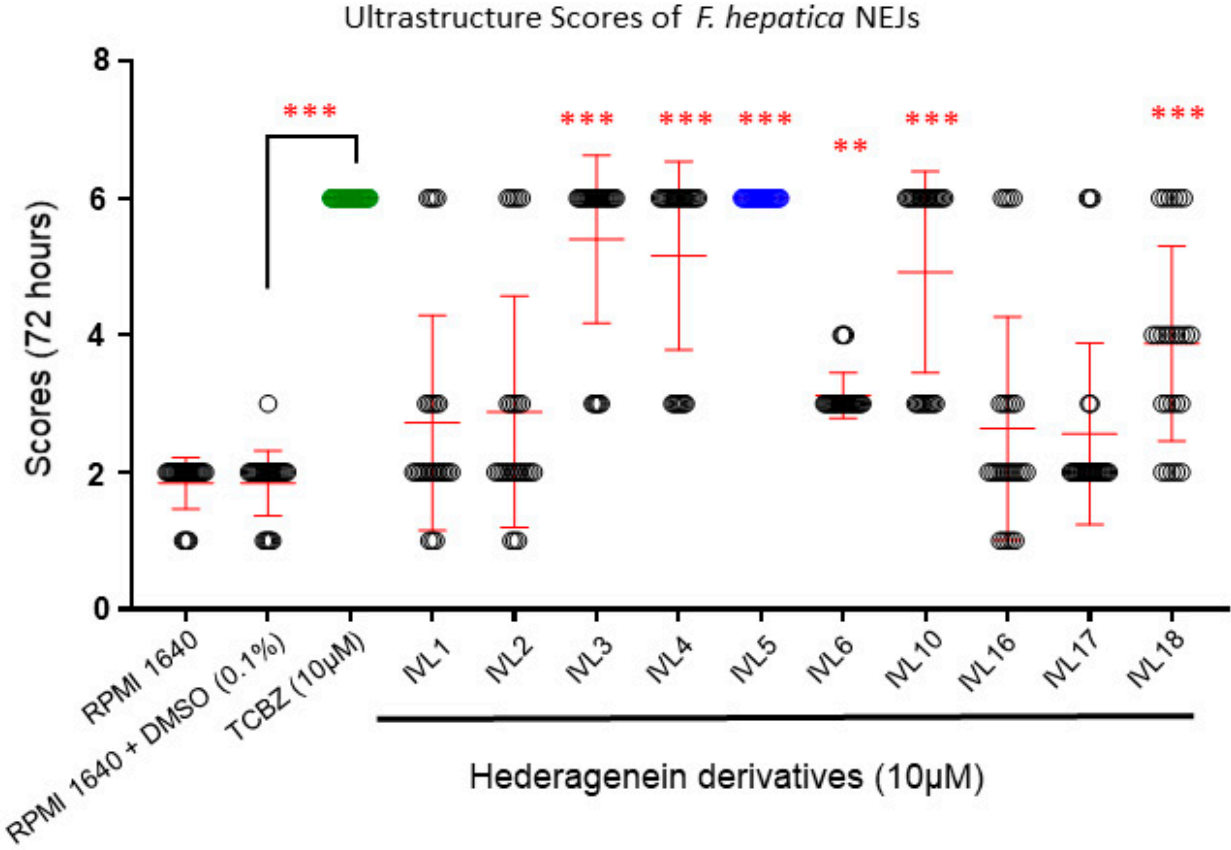 Ultrastructure Scores of F. hepatica NEJs
Scores (72 hours)
8
6
4
2
0
***
***
***
***
**
***
***
RPMI 1640
RPMI 1640 + DMSO (0.1%)
TCBZ (10µM)
IVL1
IVL2
IVL3
IVL4
IVL5
IVL6
IVL10
IVL16
IVL17
IVL18
Hederagenein derivatives (10µM)